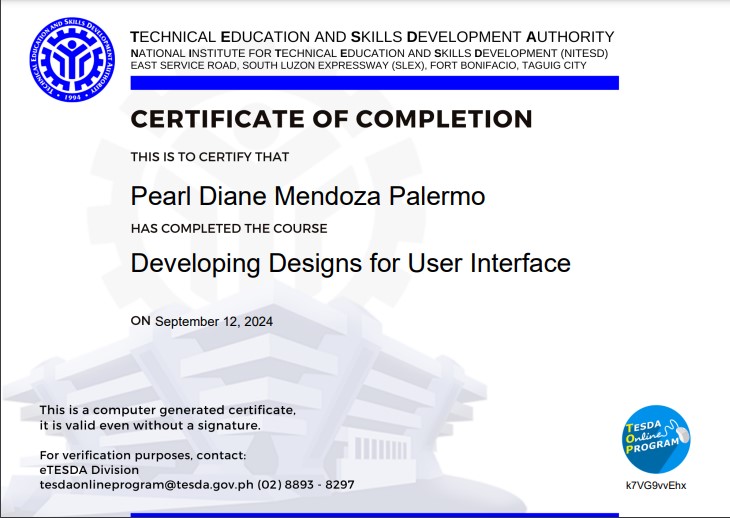 TECHNICAL EDUCATION AND SKILLS DEVELOPMENT AUTHORITY
NATIONAL INSTITUTE FOR TECHNICAL EDUCATION AND SKILLS DEVELOPMENT (NITESD)
EAST SERVICE ROAD, SOUTH LUZON EXPRESSWAY (SLEX), FORT BONIFACIO, TAGUIG CITY
TECHNICAL EDUCATION AND SKILLS DEVELOPMENT AUTHORITY
• 1994 •
CERTIFICATE OF COMPLETION
THIS IS TO CERTIFY THAT
Pearl Diane Mendoza Palermo
HAS COMPLETED THE COURSE
Developing Designs for User Interface
ON September 12, 2024
This is a computer generated certificate,
it is valid even without a signature.
For verification purposes, contact:
eTESDA Division
tesdaonlineprogram@tesda.gov.ph (02) 8893 - 8297
TESDA
Online
PROGRAM
k7VG9vvEhx